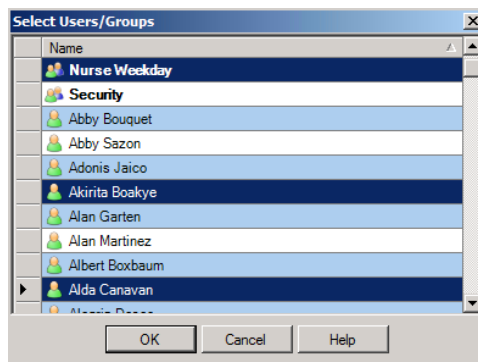 Select Users/Groups
Name
Nurse Weekday
Security
Abby Bouquet
Abby Sazon
Adonis Jaico
Akirita Boakye
Alan Garten
Alan Martinez
Albert Boxbaum
Alda Canavan
OK Cancel Help